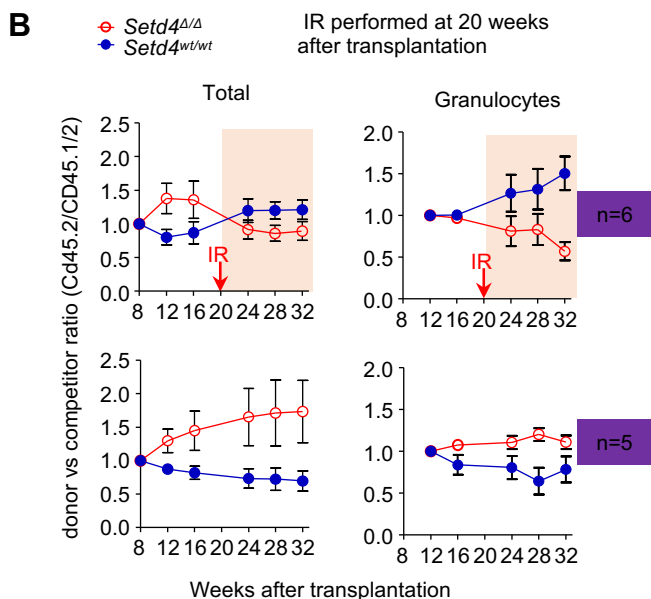 B
Setd4Δ/Δ
Setd4wt/wt
IR performed at 20 weeks
after transplantation
Total
Granulocytes
donor vs competitor ratio (Cd45.2/CD45.1/2)
2.5
2.0
1.5
1.0
0.5
0.0
IR
8 12 16 20 24 28 32
2.0
1.5
1.0
0.5
0.0
IR
8 12 16 20 24 28 32
n=6
2.5
2.0
1.5
1.0
0.5
0.0
8 12 16 20 24 28 32
2.0
1.5
1.0
0.5
0.0
8 12 16 20 24 28 32
n=5
Weeks after transplantation